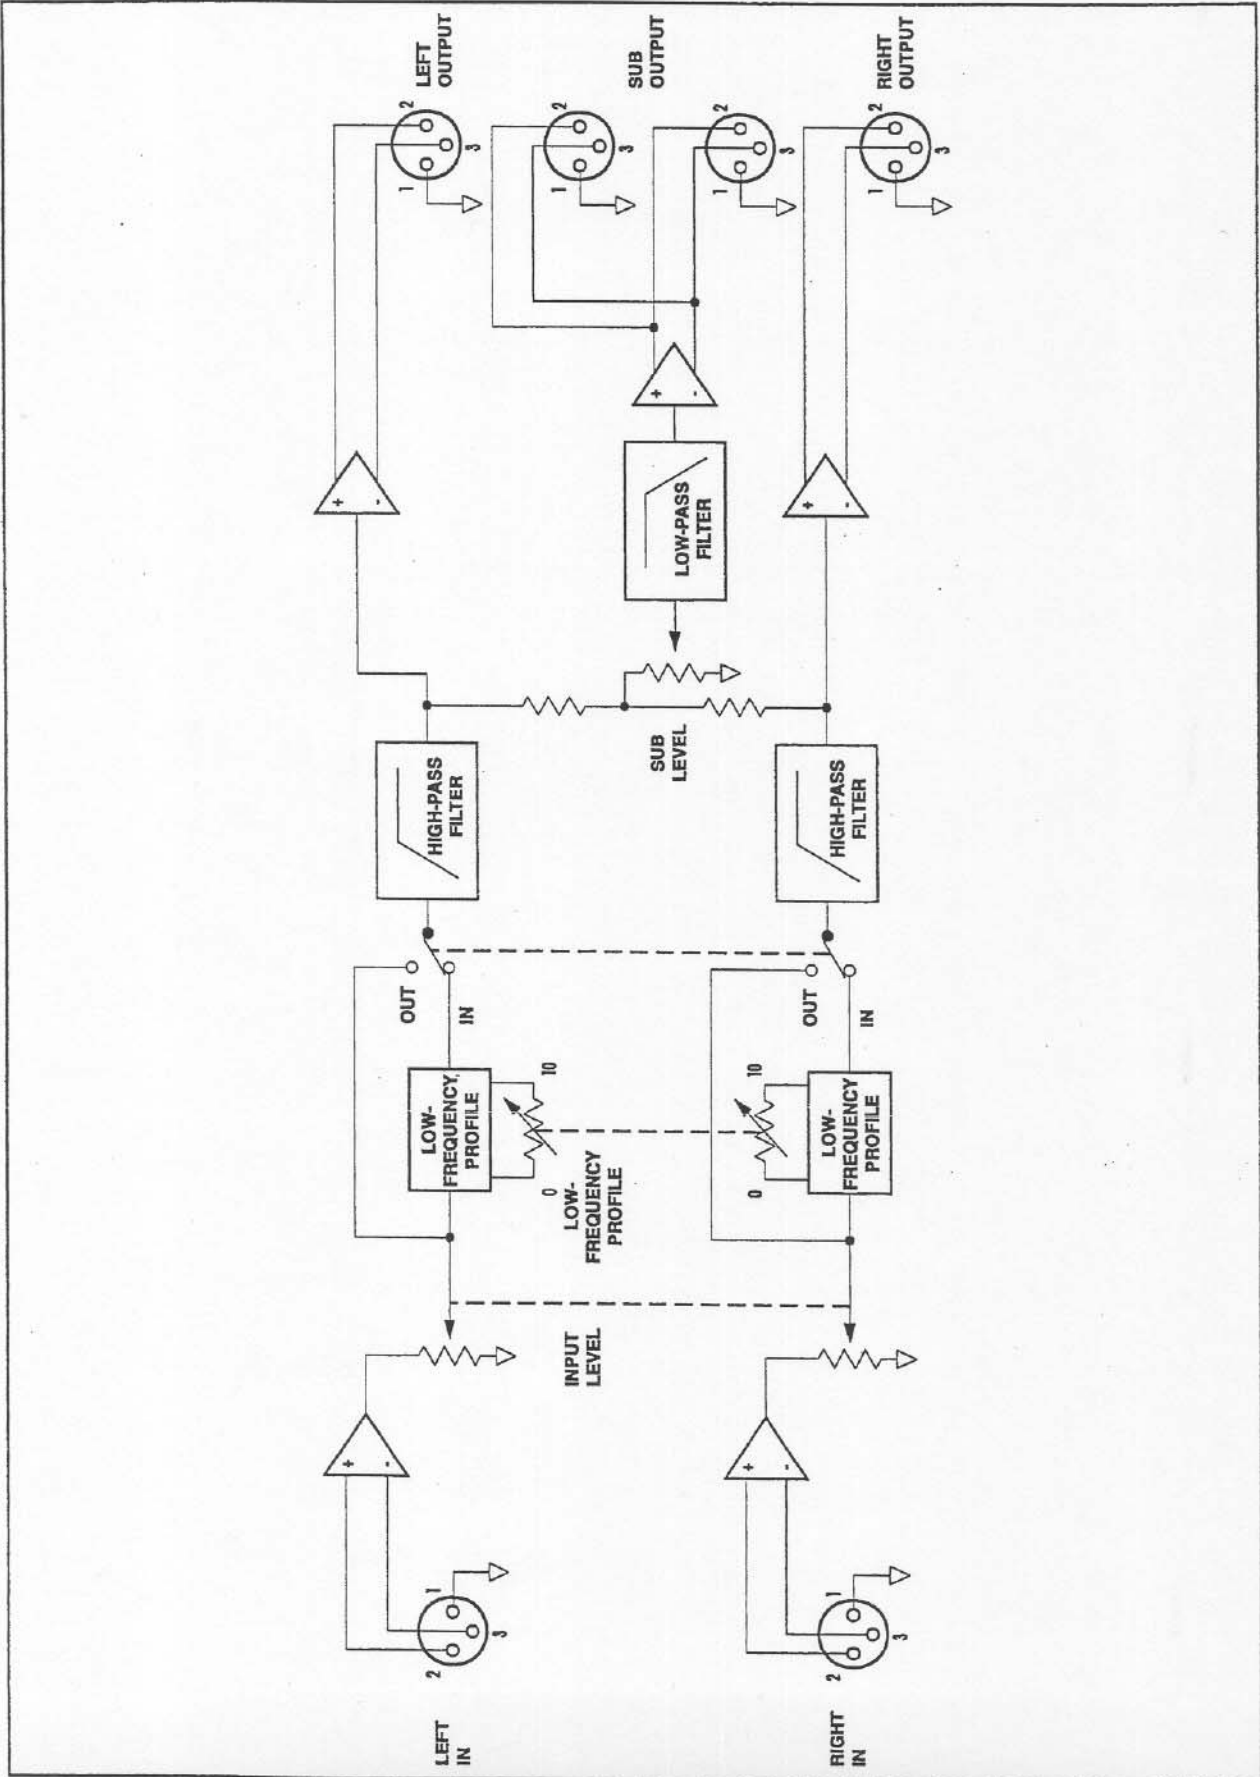 LEFT
OUTPUT
2
1
3
SUB
OUTPUT
2
1
3
2
1
3
RIGHT
OUTPUT
2
1
3
+
-
+
-
+
-
LOW-PASS
FILTER
SUB
LEVEL
HIGH-PASS
FILTER
HIGH-PASS
FILTER
OUT
IN
OUT
IN
LOW-
FREQUENCY
PROFILE
0
10
LOW-
FREQUENCY
PROFILE
0
10
LOW-
FREQUENCY
PROFILE
INPUT
LEVEL
+
-
+
-
1
2
3
LEFT
IN
1
2
3
RIGHT
IN